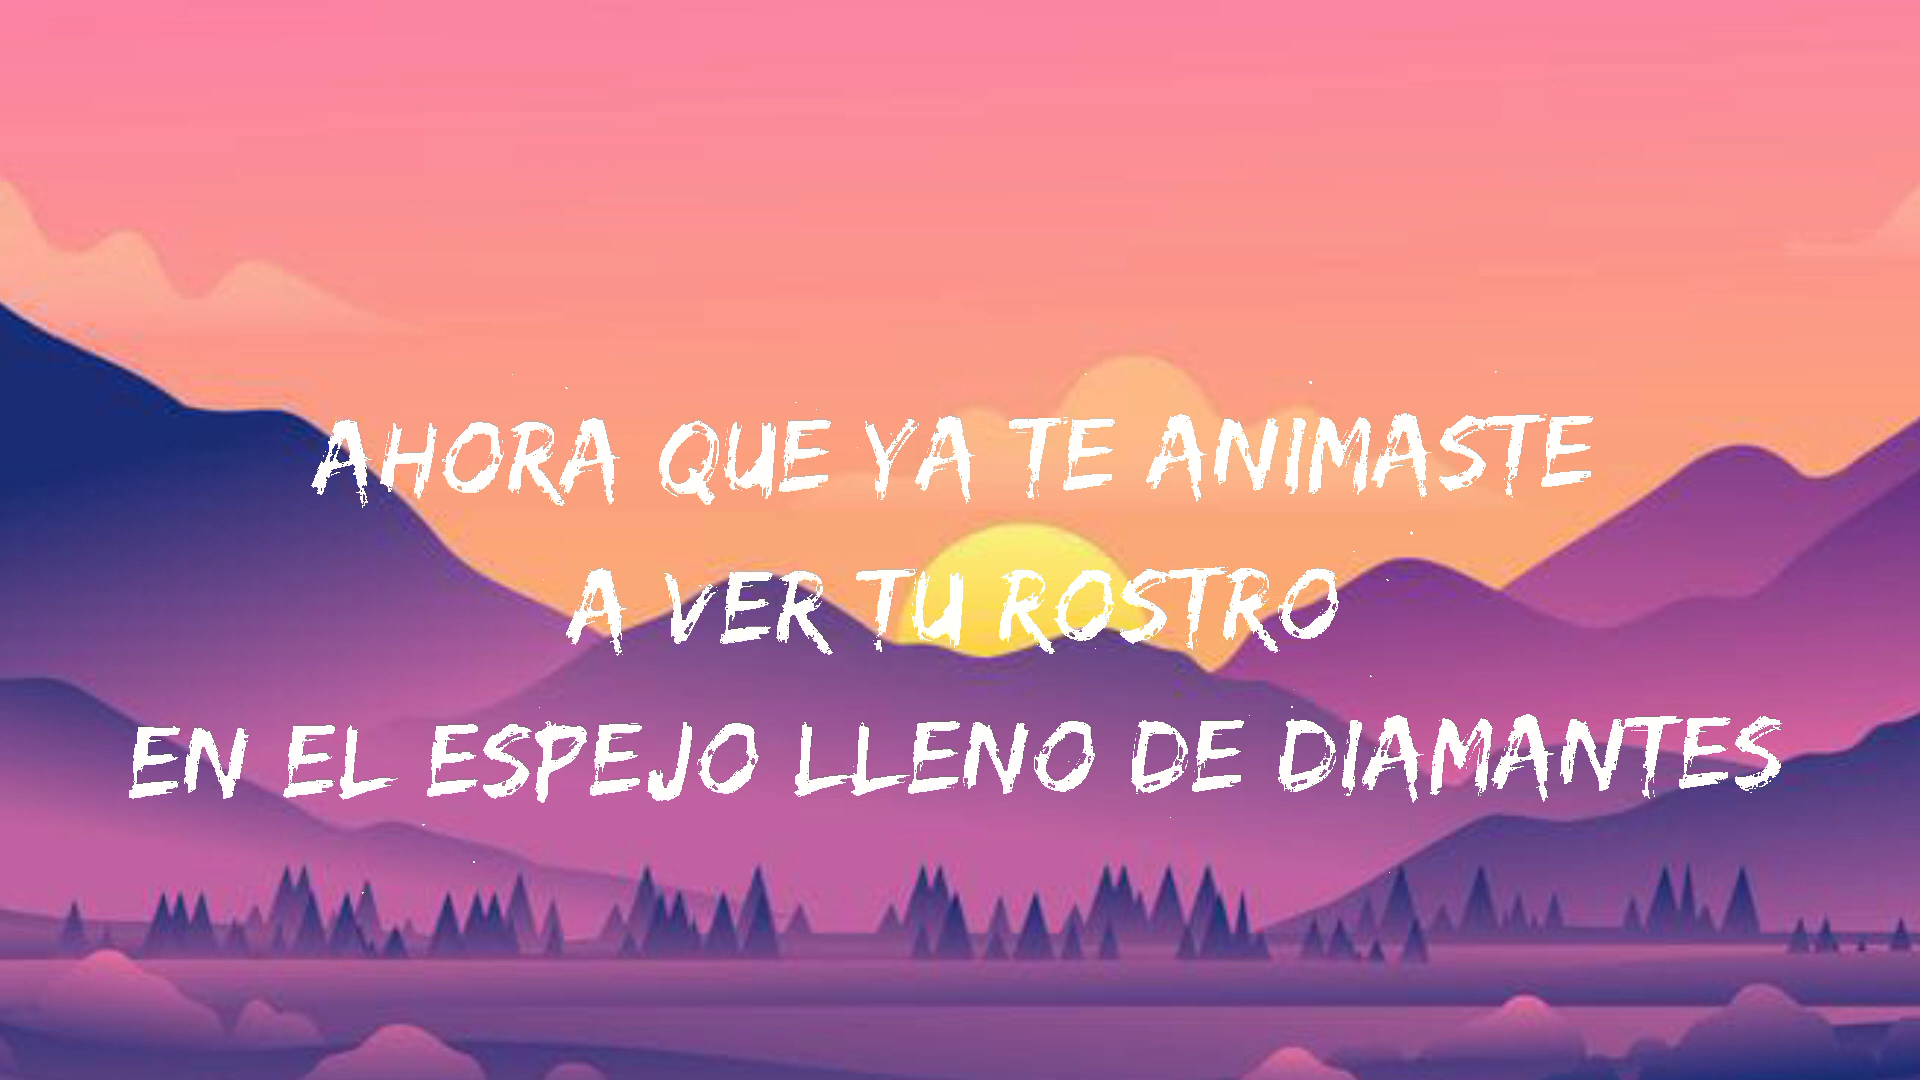 AHORA QUE YA TE ANIMASTE
A VER TU ROSTRO
EN EL ESPEJO LLENO DE DIAMANTES